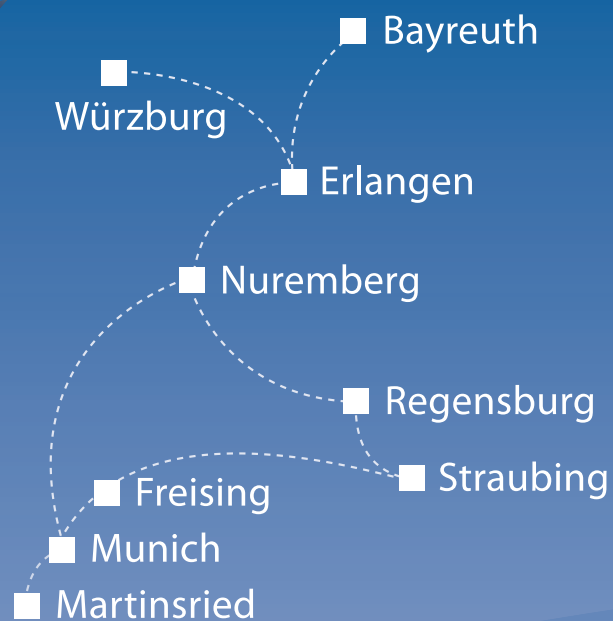 Bayreuth
Würzburg
Erlangen
Nuremberg
Regensburg
Straubing
Freising
Munich
Martinsried